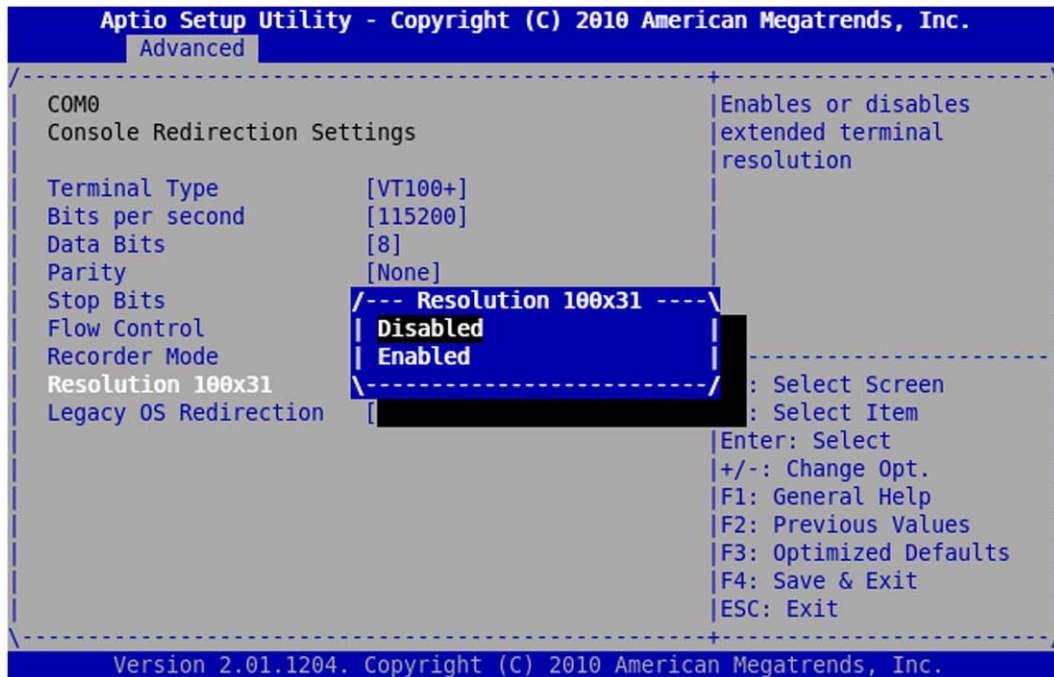 Aptio Setup Utility - Copyright (C) 2010 American Megatrends, Inc.
Advanced
COM0
Console Redirection Settings
Terminal Type [VT100+]
Bits per second [115200]
Data Bits [8]
Parity [None]
Stop Bits
Flow Control
Recorder Mode
Resolution 100x31
Legacy OS Redirection [
/--- Resolution 100x31 ----\
Disabled
Enabled
Enables or disables
extended terminal
resolution
: Select Screen
: Select Item
Enter: Select
+/-: Change Opt.
F1: General Help
F2: Previous Values
F3: Optimized Defaults
F4: Save & Exit
ESC: Exit
Version 2.01.1204. Copyright (C) 2010 American Megatrends, Inc.